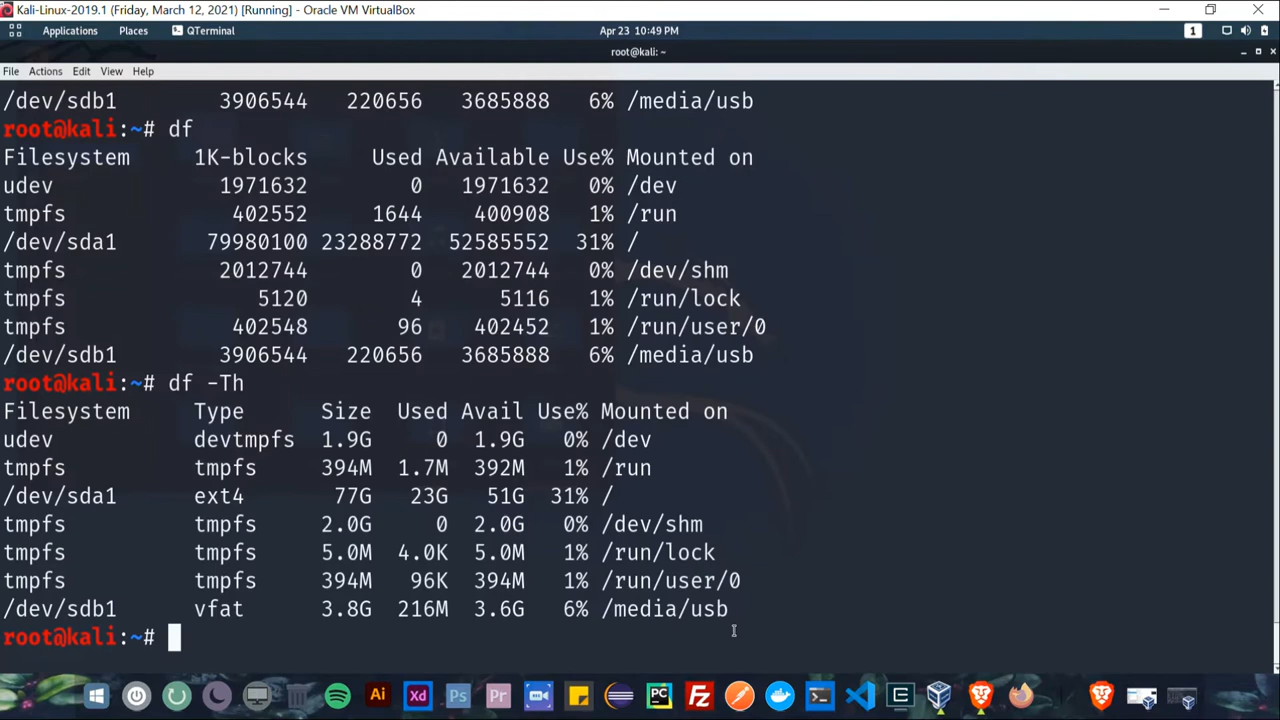 Kali-Linux-2019.1 (Friday, March 12, 2021) [Running] - Oracle VM VirtualBox
Applications Places QTerminal Apr 23 10:49 PM 1
root@kali: ~
File Actions Edit View Help
/dev/sdb1 3906544 220656 3685888 6% /media/usb
root@kali:~# df
Filesystem 1K-blocks Used Available Use% Mounted on
udev 1971632 0 1971632 0% /dev
tmpfs 402552 1644 400908 1% /run
/dev/sda1 79980100 23288772 52585552 31% /
tmpfs 2012744 0 2012744 0% /dev/shm
tmpfs 5120 4 5116 1% /run/lock
tmpfs 402548 96 402452 1% /run/user/0
/dev/sdb1 3906544 220656 3685888 6% /media/usb
root@kali:~# df -Th
Filesystem Type Size Used Avail Use% Mounted on
udev devtmpfs 1.9G 0 1.9G 0% /dev
tmpfs tmpfs 394M 1.7M 392M 1% /run
/dev/sda1 ext4 77G 23G 51G 31% /
tmpfs tmpfs 2.0G 0 2.0G 0% /dev/shm
tmpfs tmpfs 5.0M 4.0K 5.0M 1% /run/lock
tmpfs tmpfs 394M 96K 394M 1% /run/user/0
/dev/sdb1 vfat 3.8G 216M 3.6G 6% /media/usb
root@kali:~#
Ai Xd Ps Pr PC FZ